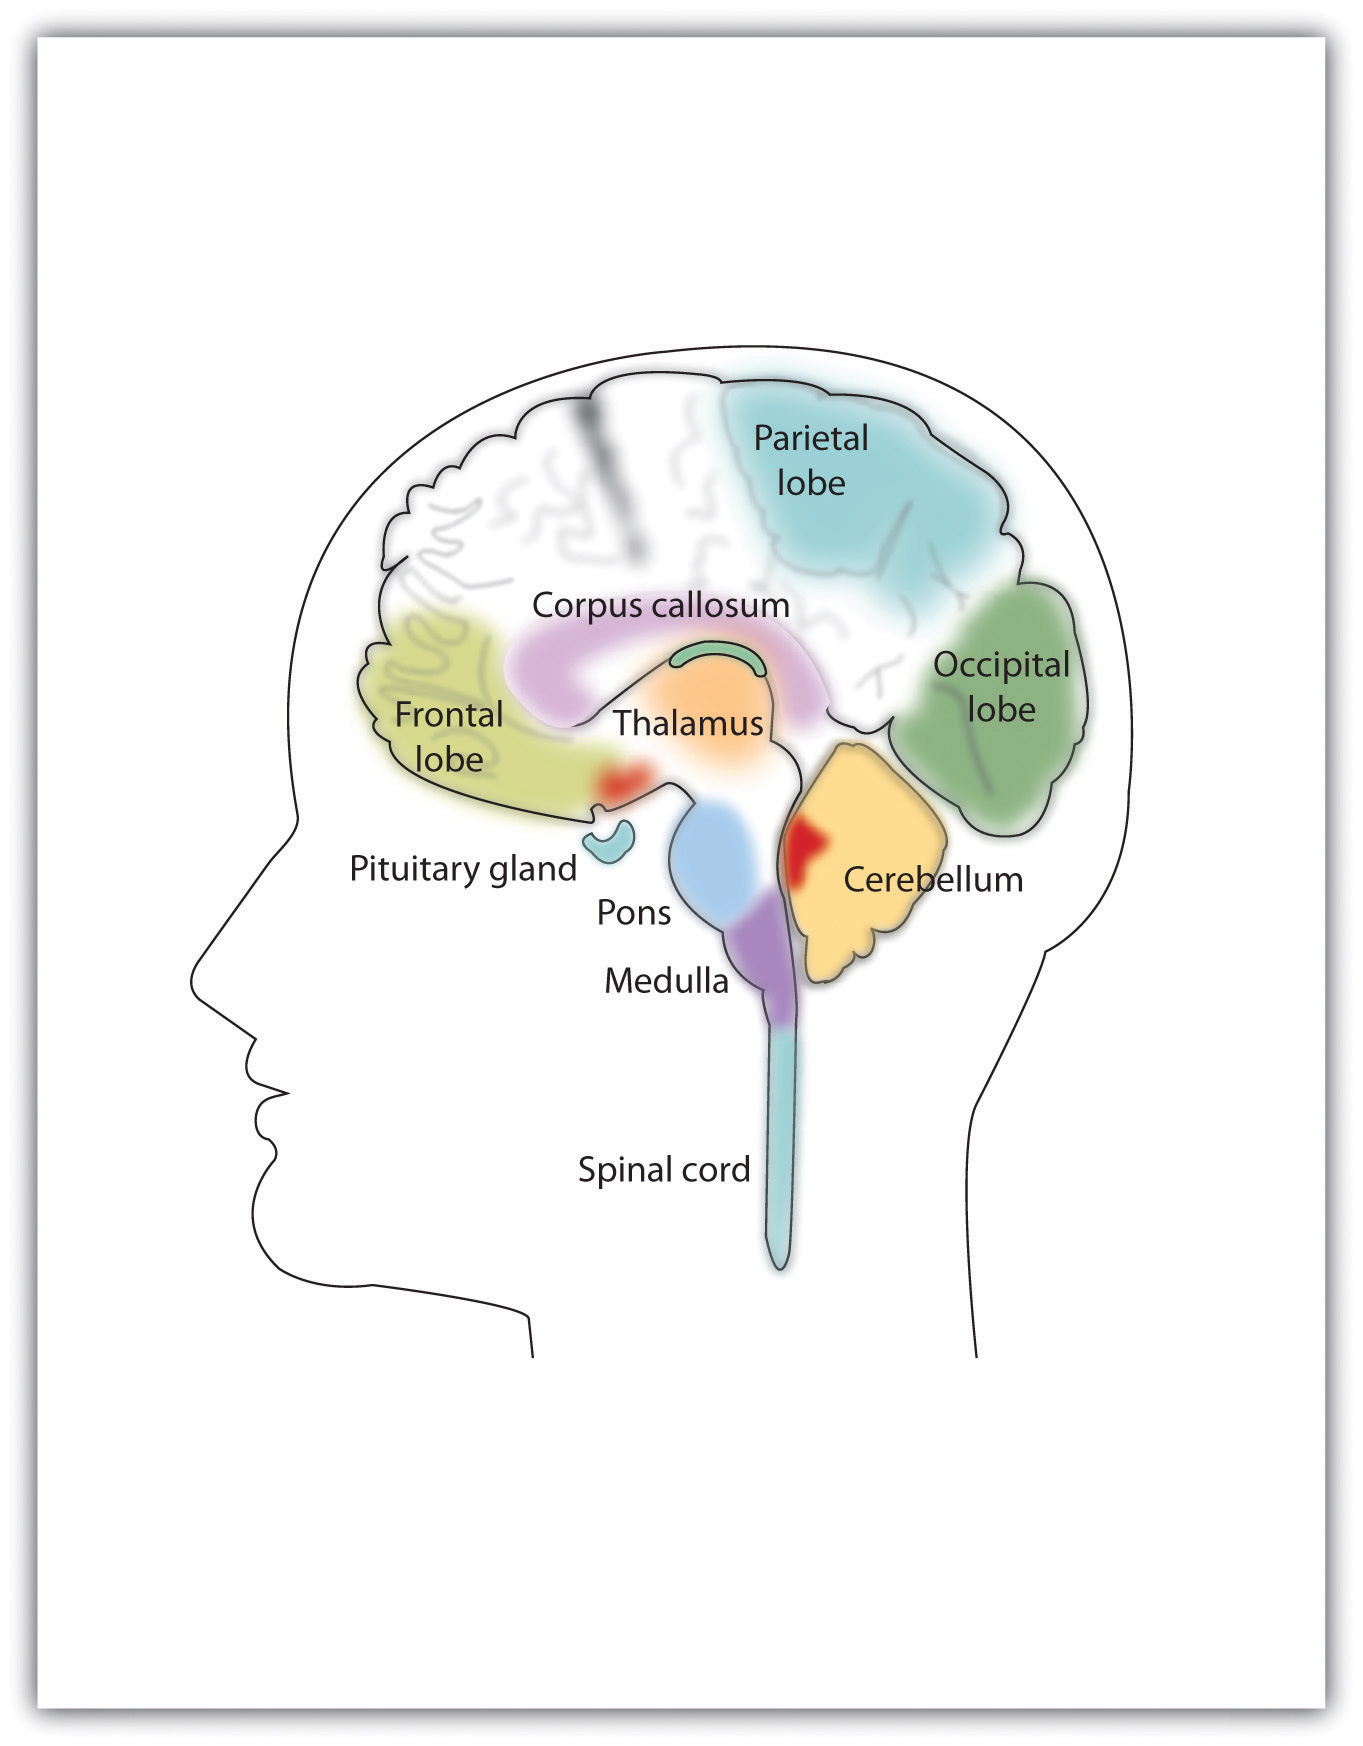 Parietal
lobe
Corpus callosum
Occipital
lobe
Frontal
lobe
Thalamus
Pituitary gland
Cerebellum
Pons
Medulla
Spinal cord